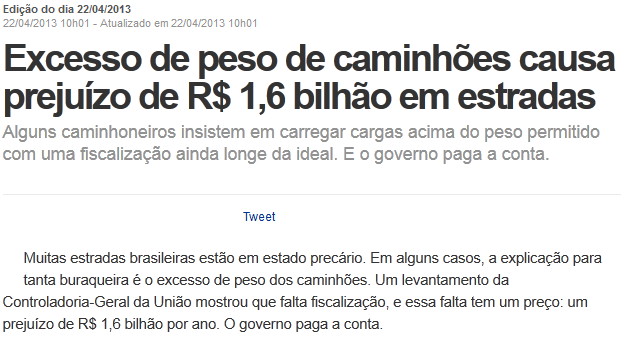 Edição do dia 22/04/2013
22/04/2013 10h01 - Atualizado em 22/04/2013 10h01
Excesso de peso de caminhões causa
prejuízo de R$ 1,6 bilhão em estradas
Alguns caminhoneiros insistem em carregar cargas acima do peso permitido
com uma fiscalização ainda longe da ideal. E o governo paga a conta.
Tweet
Muitas estradas brasileiras estão em estado precário. Em alguns casos, a explicação para
tanta buraqueira é o excesso de peso dos caminhões. Um levantamento da
Controladoria-Geral da União mostrou que falta fiscalização, e essa falta tem um preço: um
prejuízo de R$ 1,6 bilhão por ano. O governo paga a conta.